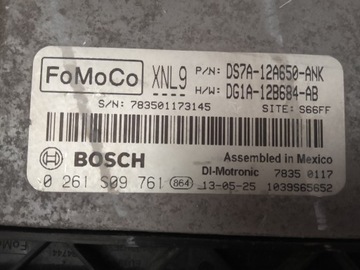 FoMoCo XNL9 P/N: DS7A-12A650-ANK
H/W: DG1A-12B684-AB
S/N: 783501173145 SITE: S66FF
BOSCH Assembled in Mexico
DI-Motronic 7835 0117
0 261 S09 761 864 13-05-25 1039S65652
FoMoCo